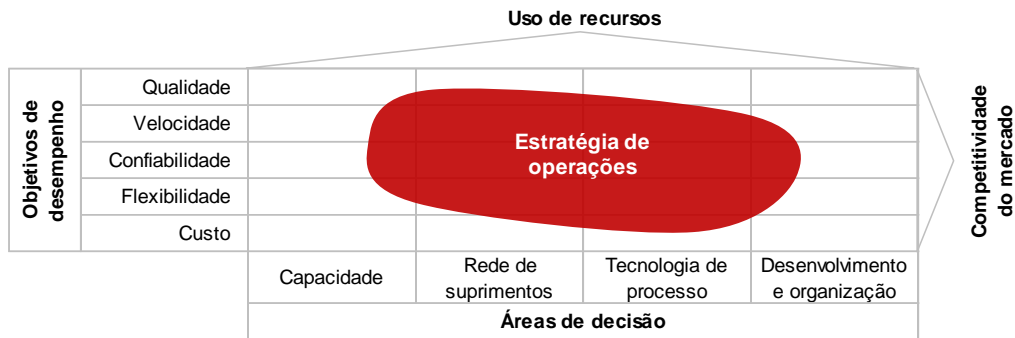 Uso de recursos
Objetivos de
desempenho
Qualidade
Velocidade
Confiabilidade
Flexibilidade
Custo
Estratégia de
operações
Competitividade
do mercado
Capacidade
Rede de
suprimentos
Tecnologia de
processo
Desenvolvimento
e organização
Áreas de decisão